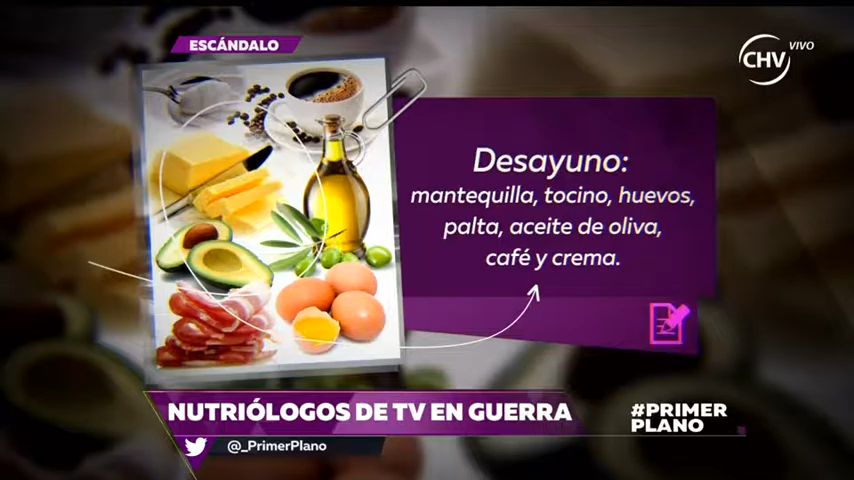 ESCÁNDALO
CHV VIVO
Desayuno:
mantequilla, tocino, huevos,
palta, aceite de oliva,
café y crema.
NUTRIÓLOGOS DE TV EN GUERRA
#PRIMER
PLANO
@_PrimerPlano